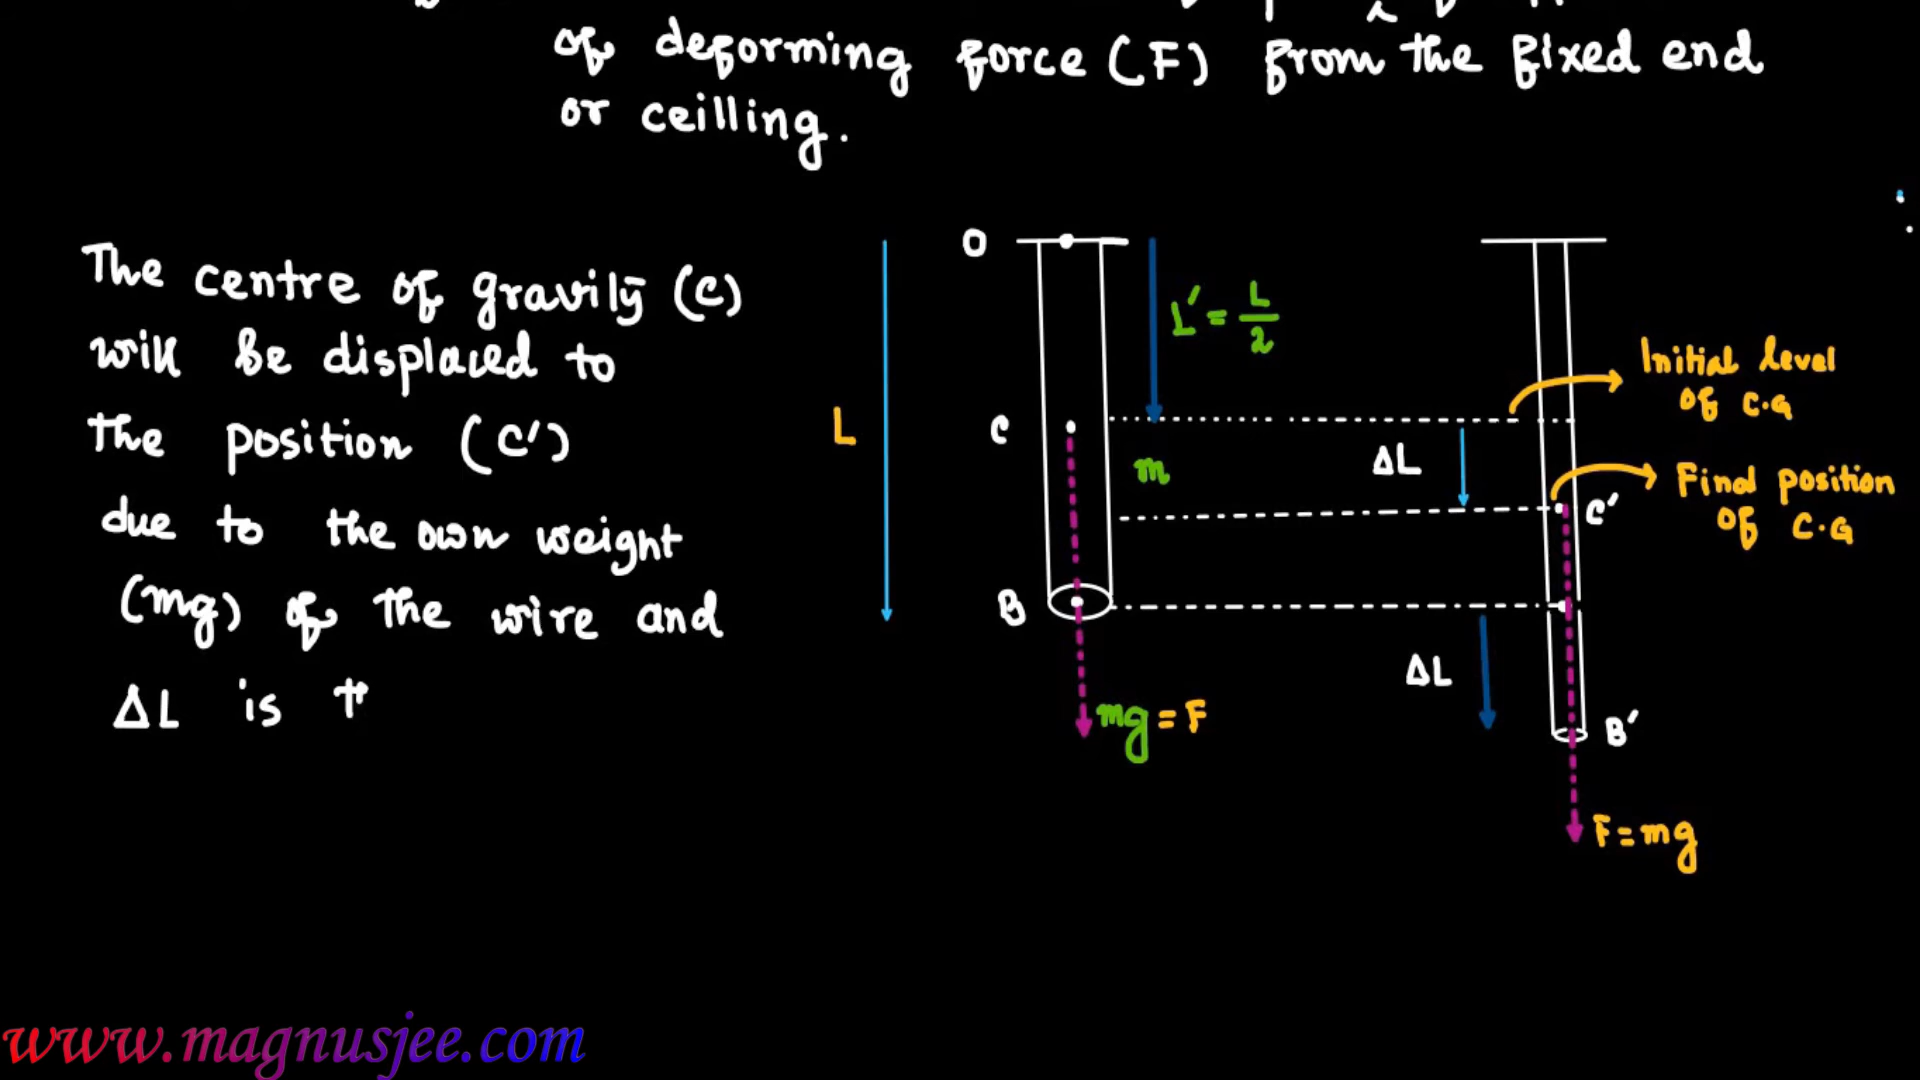 of deforming force (F) from the fixed end
or ceilling.
The centre of gravity (C)
will be displaced to
the position (C')
due to the own weight
(mg) of the wire and
ΔL is
L
O
L' = L/2
C
m
B
mg = F
ΔL
ΔL
Initial level
of C.G
Final position
of C.G
C'
B'
F = mg
www.magnusjee.com